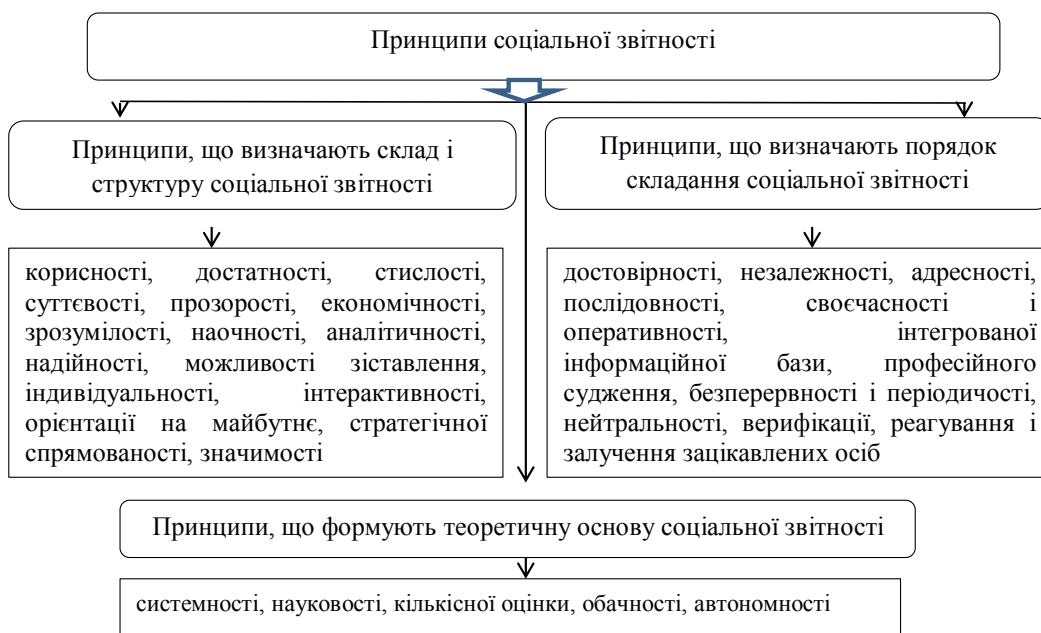 Принципи соціальної звітності
Принципи, що визначають склад і
структуру соціальної звітності
Принципи, що визначають порядок
складання соціальної звітності
корисності, достатності, стислості,
суттєвості, прозорості, економічності,
зрозумілості, наочності, аналітичності,
надійності, можливості зіставлення,
індивідуальності, інтерактивності,
орієнтації на майбутнє, стратегічної
спрямованості, значимості
достовірності, незалежності, адресності,
послідовності, своєчасності і
оперативності, інтегрованої
інформаційної бази, професійного
судження, безперервності і періодичості,
нейтральності, верифікації, реагування і
залучення зацікавлених осіб
Принципи, що формують теоретичну основу соціальної звітності
системності, науковості, кількісної оцінки, обачності, автономності